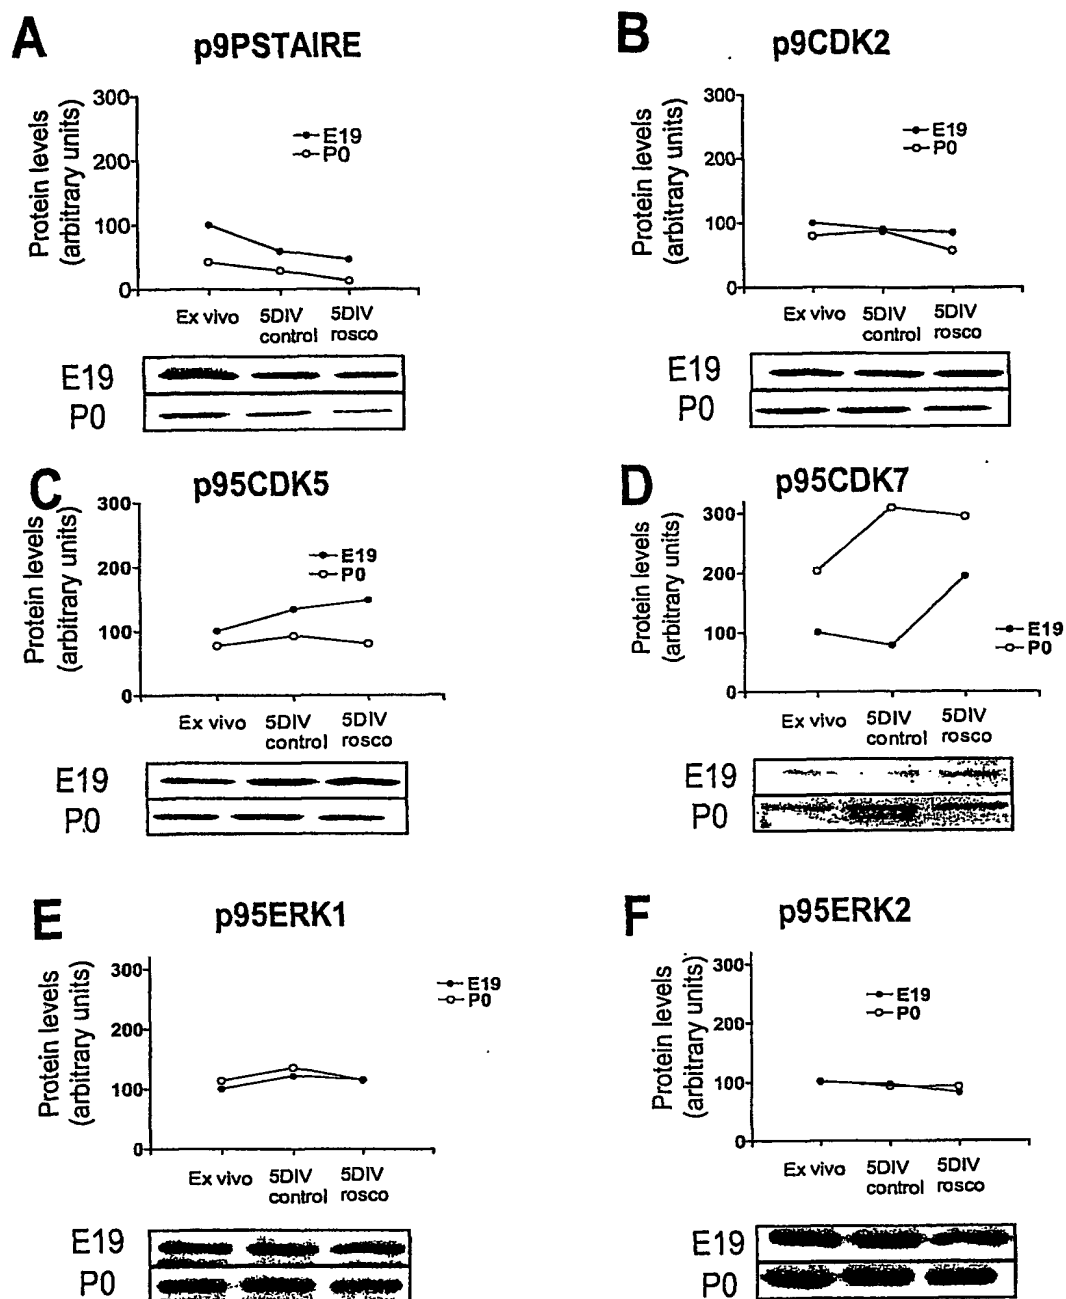 A
p9PSTAIRE
Protein levels
(arbitrary units)
300
200
100
0
E19
P0
Ex vivo
5DIV
control
5DIV
rosco
E19
P0
B
p9CDK2
Protein levels
(arbitrary units)
300
200
100
0
E19
P0
Ex vivo
5DIV
control
5DIV
rosco
E19
P0
C
p95CDK5
Protein levels
(arbitrary units)
300
200
100
0
E19
P0
Ex vivo
5DIV
control
5DIV
rosco
E19
P0
D
p95CDK7
Protein levels
(arbitrary units)
300
200
100
0
E19
P0
Ex vivo
5DIV
control
5DIV
rosco
E19
P0
E
p95ERK1
Protein levels
(arbitrary units)
300
200
100
0
E19
P0
Ex vivo
5DIV
control
5DIV
rosco
E19
P0
F
p95ERK2
Protein levels
(arbitrary units)
300
200
100
0
E19
P0
Ex vivo
5DIV
control
5DIV
rosco
E19
P0